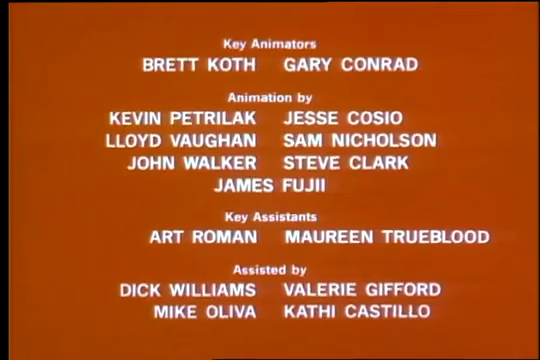 Key Animators
BRETT KOTH GARY CONRAD
Animation by
KEVIN PETRILAK JESSE COSIO
LLOYD VAUGHAN SAM NICHOLSON
JOHN WALKER STEVE CLARK
JAMES FUJII
Key Assistants
ART ROMAN MAUREEN TRUEBLOOD
Assisted by
DICK WILLIAMS VALERIE GIFFORD
MIKE OLIVA KATHI CASTILLO